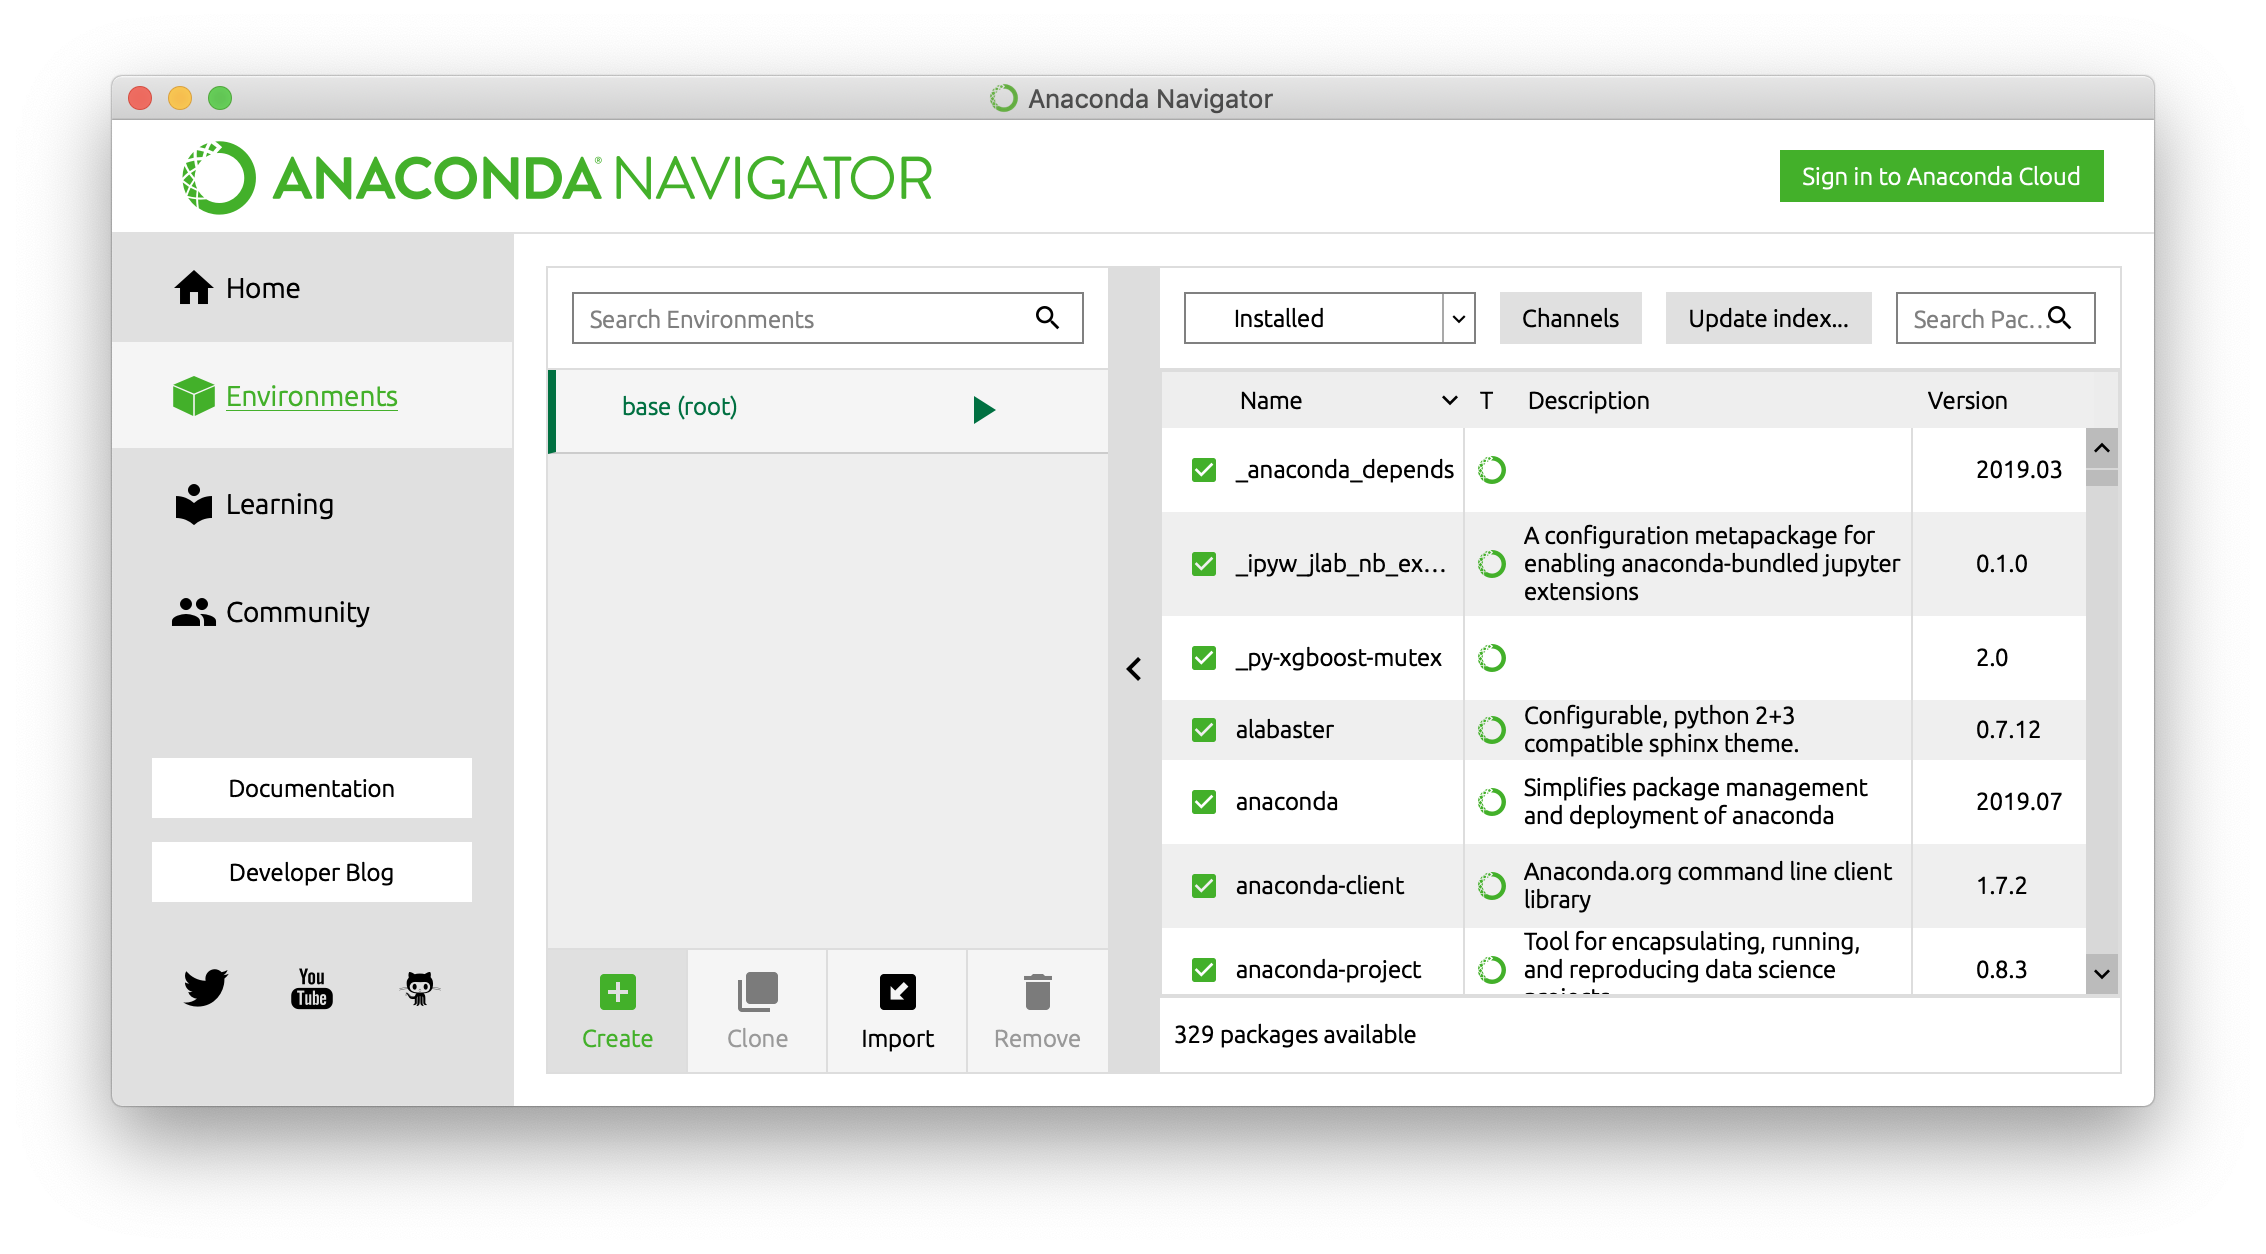 Anaconda Navigator
ANACONDA® NAVIGATOR
Sign in to Anaconda Cloud
Home
Environments
Learning
Community
Documentation
Developer Blog
You
Tube
Search Environments
base (root)
Create
Clone
Import
Remove
Installed
Channels
Update index...
Search Pac...
Name T Description Version
_anaconda_depends 2019.03
_ipyw_jlab_nb_ex... A configuration metapackage for
enabling anaconda-bundled jupyter
extensions 0.1.0
_py-xgboost-mutex 2.0
alabaster Configurable, python 2+3
compatible sphinx theme. 0.7.12
anaconda Simplifies package management
and deployment of anaconda 2019.07
anaconda-client Anaconda.org command line client
library 1.7.2
anaconda-project Tool for encapsulating, running,
and reproducing data science 0.8.3
329 packages available